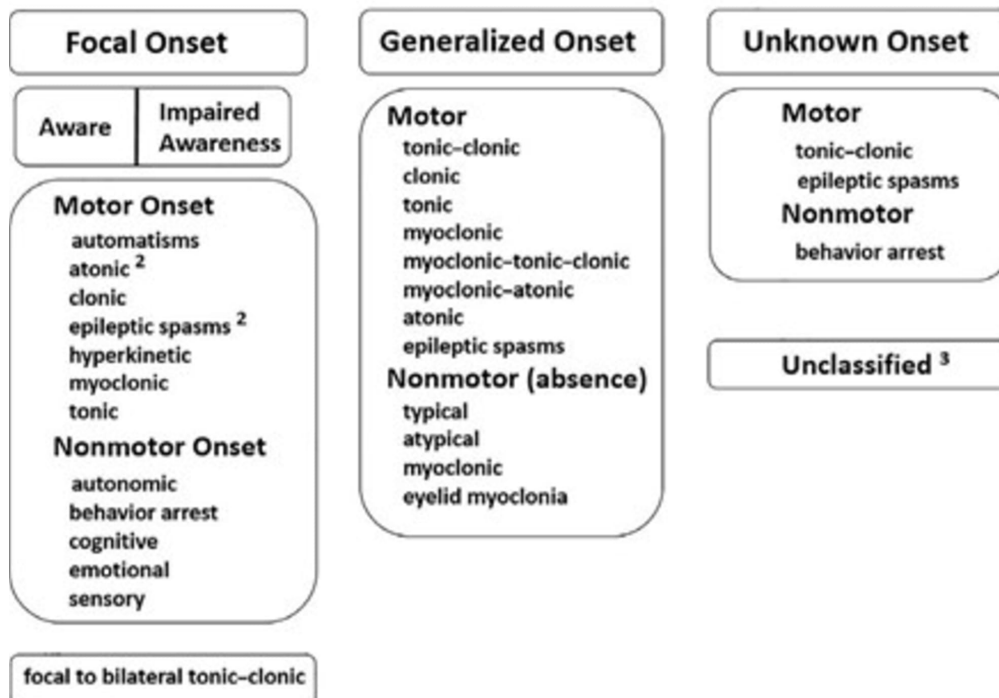 Focal Onset
Aware
Impaired
Awareness
Motor Onset
automatisms
atonic ²
clonic
epileptic spasms ²
hyperkinetic
myoclonic
tonic
Nonmotor Onset
autonomic
behavior arrest
cognitive
emotional
sensory
focal to bilateral tonic–clonic
Generalized Onset
Motor
tonic–clonic
clonic
tonic
myoclonic
myoclonic–tonic–clonic
myoclonic–atonic
atonic
epileptic spasms
Nonmotor (absence)
typical
atypical
myoclonic
eyelid myoclonia
Unknown Onset
Motor
tonic–clonic
epileptic spasms
Nonmotor
behavior arrest
Unclassified ³